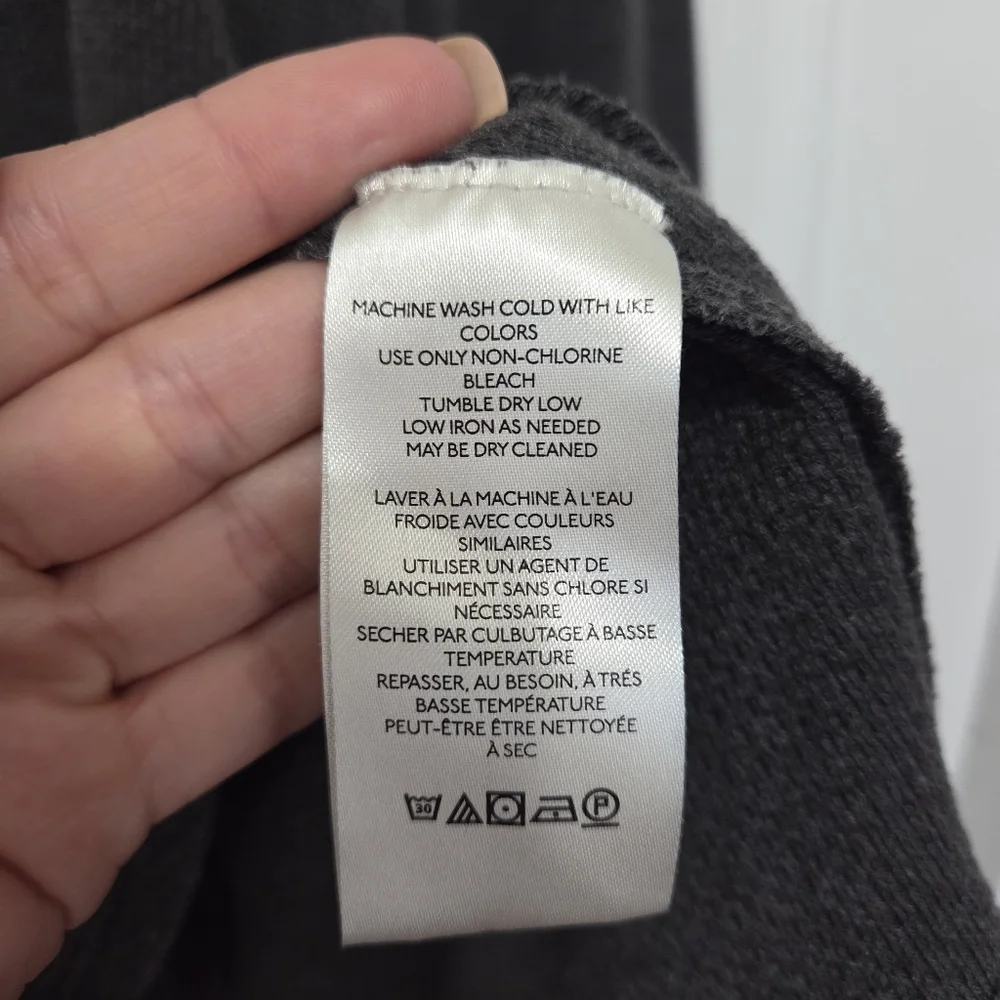 MACHINE WASH COLD WITH LIKE
COLORS
USE ONLY NON-CHLORINE
BLEACH
TUMBLE DRY LOW
LOW IRON AS NEEDED
MAY BE DRY CLEANED
LAVER À LA MACHINE À L'EAU
FROIDE AVEC COULEURS
SIMILAIRES
UTILISER UN AGENT DE
BLANCHIMENT SANS CHLORE SI
NÉCESSAIRE
SECHER PAR CULBUTAGE À BASSE
TEMPERATURE
REPASSER, AU BESOIN, À TRÉS
BASSE TEMPÉRATURE
PEUT-ÊTRE ÊTRE NETTOYÉE
À SEC
30 P